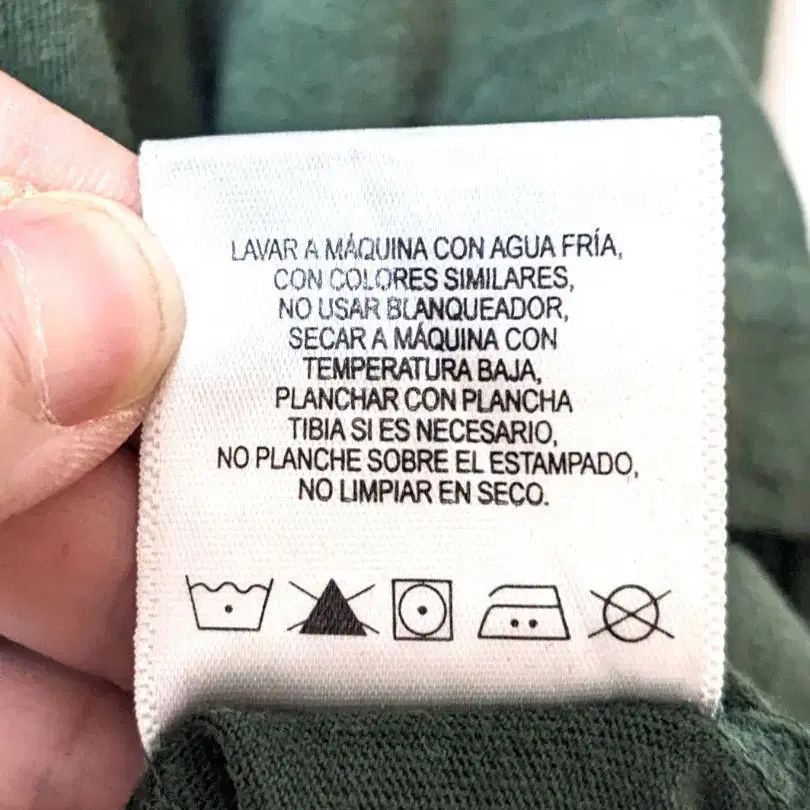 LAVAR A MÁQUINA CON AGUA FRÍA,
CON COLORES SIMILARES,
NO USAR BLANQUEADOR,
SECAR A MÁQUINA CON
TEMPERATURA BAJA,
PLANCHAR CON PLANCHA
TIBIA SI ES NECESARIO,
NO PLANCHE SOBRE EL ESTAMPADO,
NO LIMPIAR EN SECO.